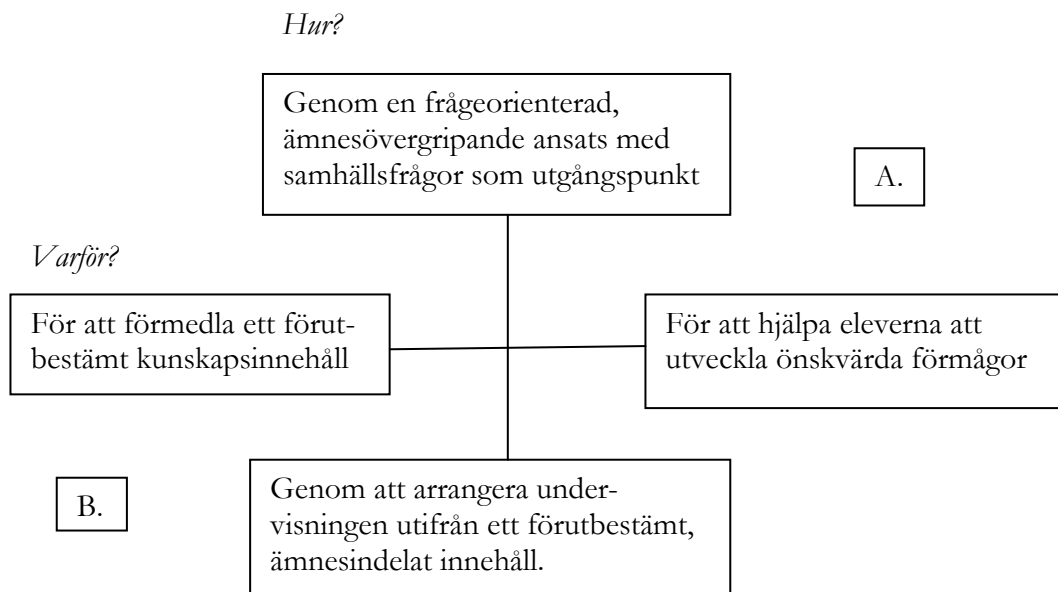 Hur?
Genom en frågeorienterad,
ämnesövergripande ansats med
samhällsfrågor som utgångspunkt
A.
Varför?
För att förmedla ett förut-
bestämt kunskapsinnehåll
För att hjälpa eleverna att
utveckla önskvärda förmågor
B.
Genom att arrangera under-
visningen utifrån ett förutbestämt,
ämnesindelat innehåll.